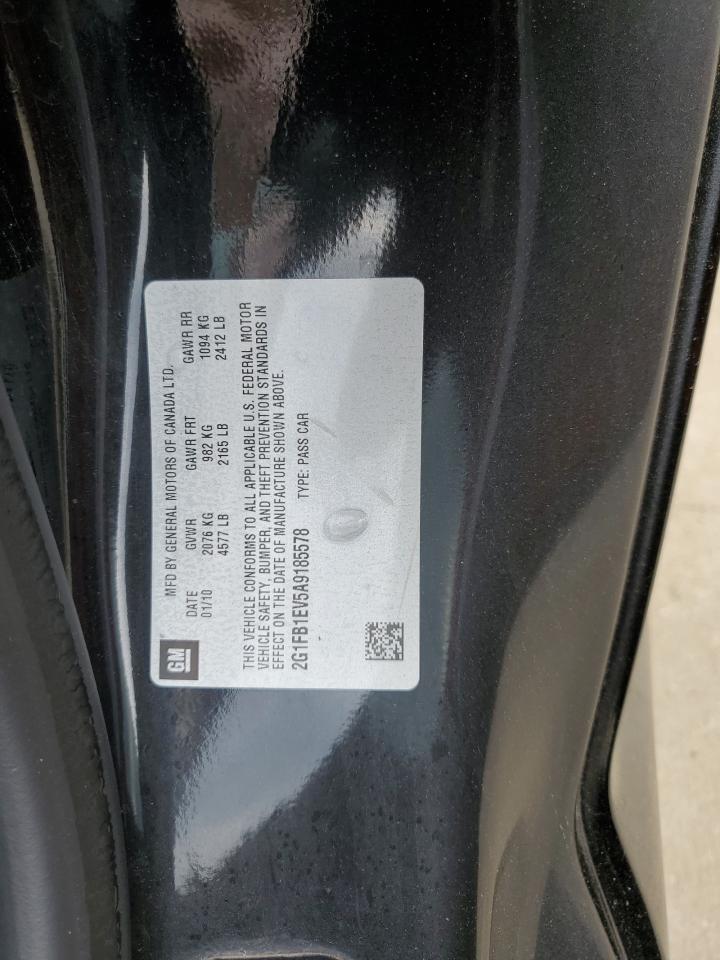 GM
MFD BY GENERAL MOTORS OF CANADA LTD.
DATE GVWR GAWR FRT GAWR RR
01/10 2076 KG 982 KG 1094 KG
4577 LB 2165 LB 2412 LB
THIS VEHICLE CONFORMS TO ALL APPLICABLE U.S. FEDERAL MOTOR
VEHICLE SAFETY, BUMPER, AND THEFT PREVENTION STANDARDS IN
EFFECT ON THE DATE OF MANUFACTURE SHOWN ABOVE.
2G1FB1EV5A9185578 TYPE: PASS CAR